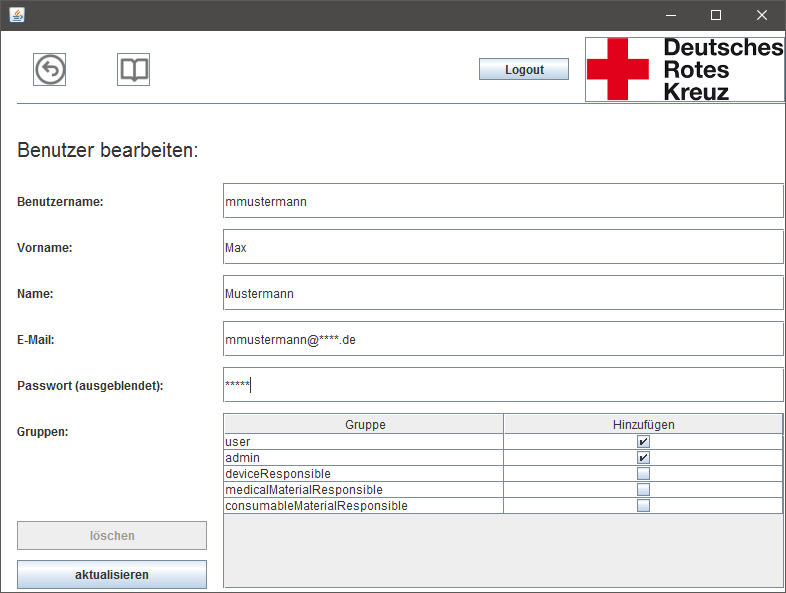 Logout
Deutsches
Rotes
Kreuz
Benutzer bearbeiten:
Benutzername:
mmustermann
Vorname:
Max
Name:
Mustermann
E-Mail:
mmustermann@****.de
Passwort (ausgeblendet):
*****
Gruppen:
Gruppe Hinzufügen
user
admin
deviceResponsible
medicalMaterialResponsible
consumableMaterialResponsible
löschen
aktualisieren